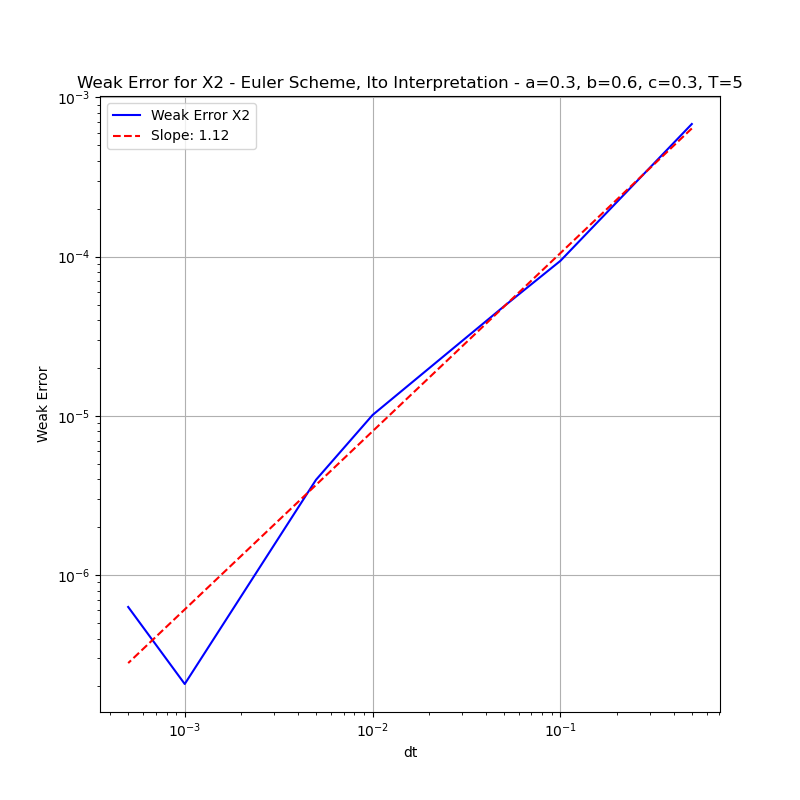 Weak Error for X2 - Euler Scheme, Ito Interpretation - a=0.3, b=0.6, c=0.3, T=5
Weak Error X2
Slope: 1.12
10⁻³
10⁻⁴
10⁻⁵
10⁻⁶
Weak Error
10⁻³ 10⁻² 10⁻¹
dt